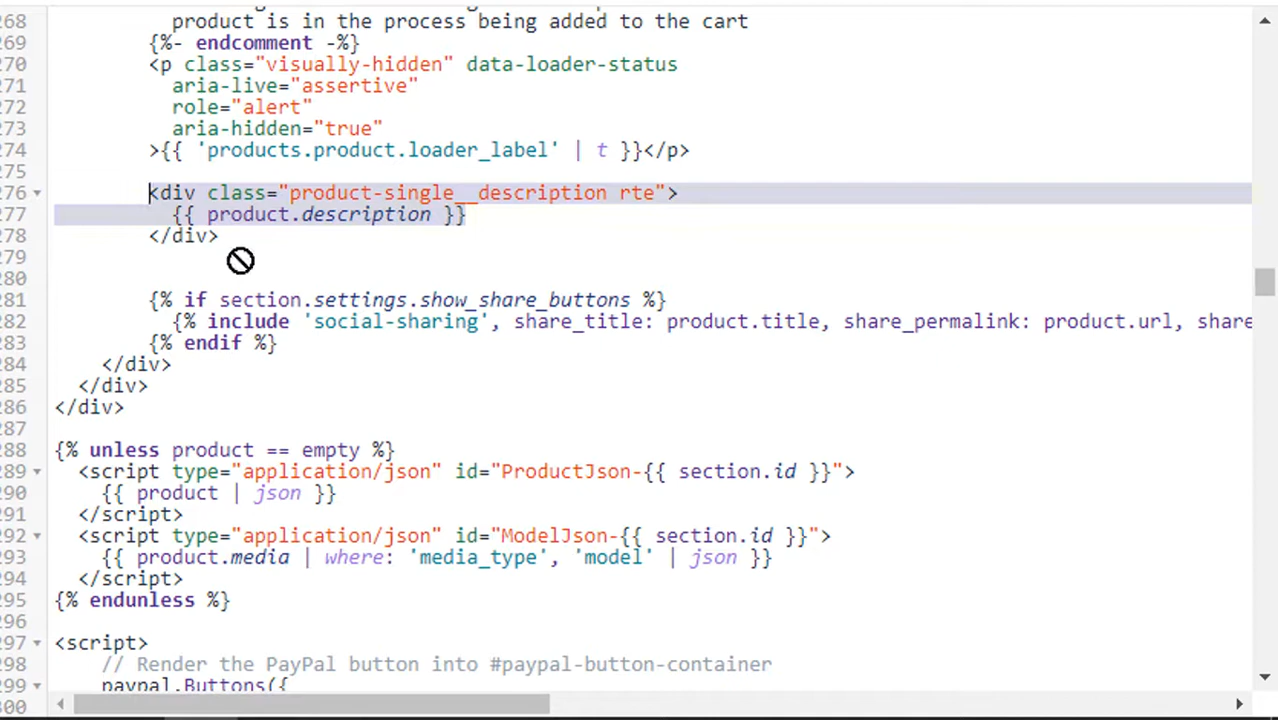 268 product is in the process being added to the cart
269 {%- endcomment -%}
270 <p class="visually-hidden" data-loader-status
271 aria-live="assertive"
272 role="alert"
273 aria-hidden="true"
274 >{{ 'products.product.loader_label' | t }}</p>
275
276 <div class="product-single__description rte">
277 {{ product.description }}
278 </div>
279
280
281 {% if section.settings.show_share_buttons %}
282 {% include 'social-sharing', share_title: product.title, share_permalink: product.url, share
283 {% endif %}
284 </div>
285 </div>
286 </div>
287
288 {% unless product == empty %}
289 <script type="application/json" id="ProductJson-{{ section.id }}">
290 {{ product | json }}
291 </script>
292 <script type="application/json" id="ModelJson-{{ section.id }}">
293 {{ product.media | where: 'media_type', 'model' | json }}
294 </script>
295 {% endunless %}
296
297 <script>
298 // Render the PayPal button into #paypal-button-container
299 paypal.Buttons({
300